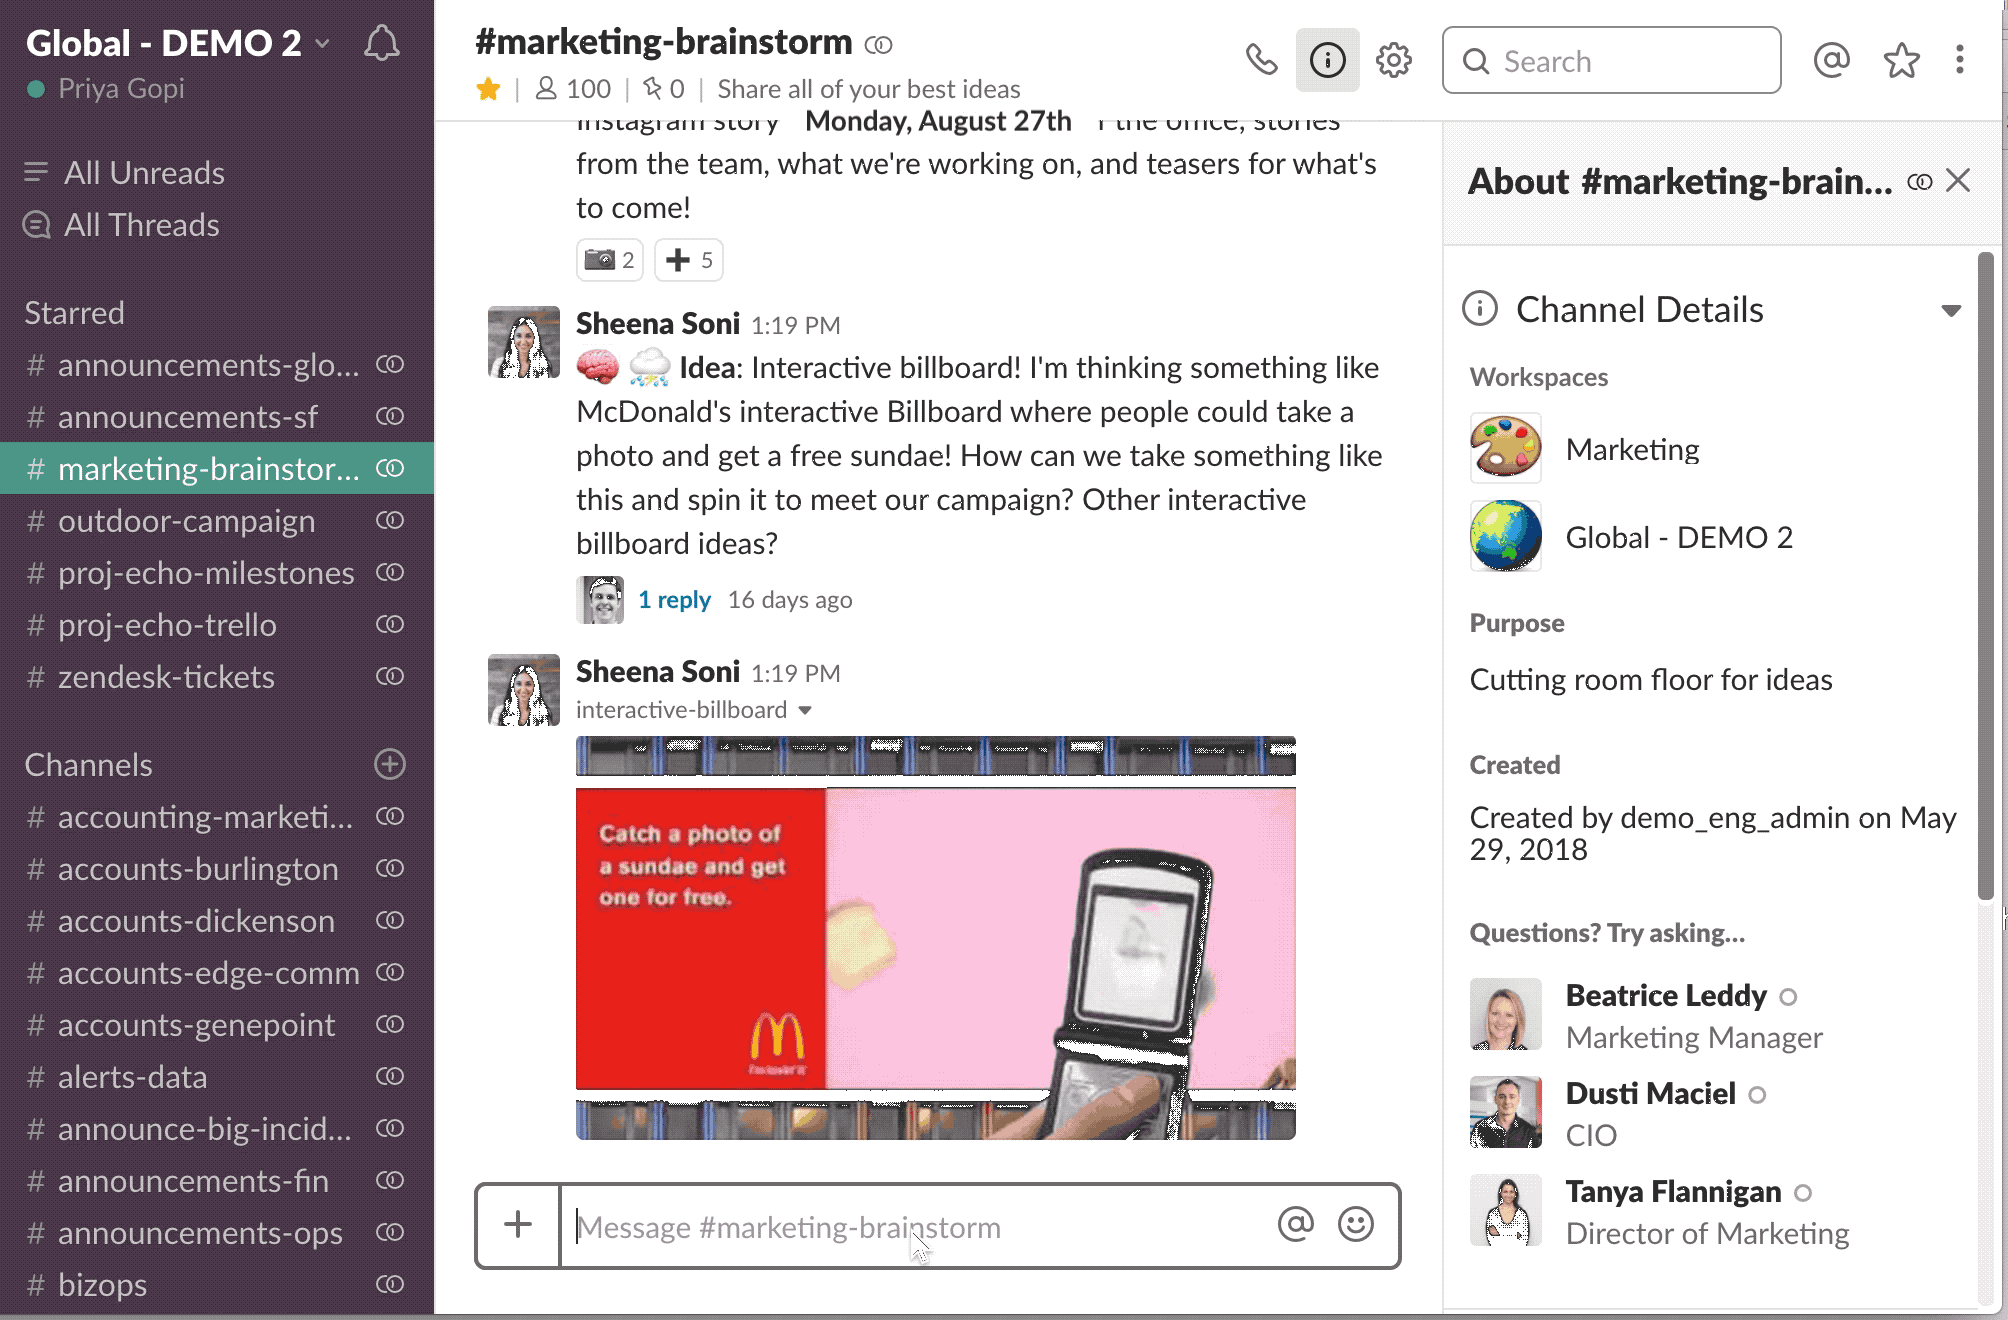 Global - DEMO 2
Priya Gopi
All Unreads
All Threads
Starred
# announcements-glo...
# announcements-sf
# marketing-brainstor...
# outdoor-campaign
# proj-echo-milestones
# proj-echo-trello
# zendesk-tickets
Channels
# accounting-marketi...
# accounts-burlington
# accounts-dickenson
# accounts-edge-comm
# accounts-genepoint
# alerts-data
# announce-big-incid...
# announcements-fin
# announcements-ops
# bizops
#marketing-brainstorm
100 | 0 | Share all of your best ideas
Search
Instagram story Monday, August 27th the office, stories
from the team, what we're working on, and teasers for what's
to come!
2 5
Sheena Soni 1:19 PM
Idea: Interactive billboard! I'm thinking something like
McDonald's interactive Billboard where people could take a
photo and get a free sundae! How can we take something like
this and spin it to meet our campaign? Other interactive
billboard ideas?
1 reply 16 days ago
Sheena Soni 1:19 PM
interactive-billboard
Catch a photo of
a sundae and get
one for free.
i'm lovin' it
Message #marketing-brainstorm
About #marketing-brain...
Channel Details
Workspaces
Marketing
Global - DEMO 2
Purpose
Cutting room floor for ideas
Created
Created by demo_eng_admin on May
29, 2018
Questions? Try asking...
Beatrice Leddy
Marketing Manager
Dusti Maciel
CIO
Tanya Flannigan
Director of Marketing